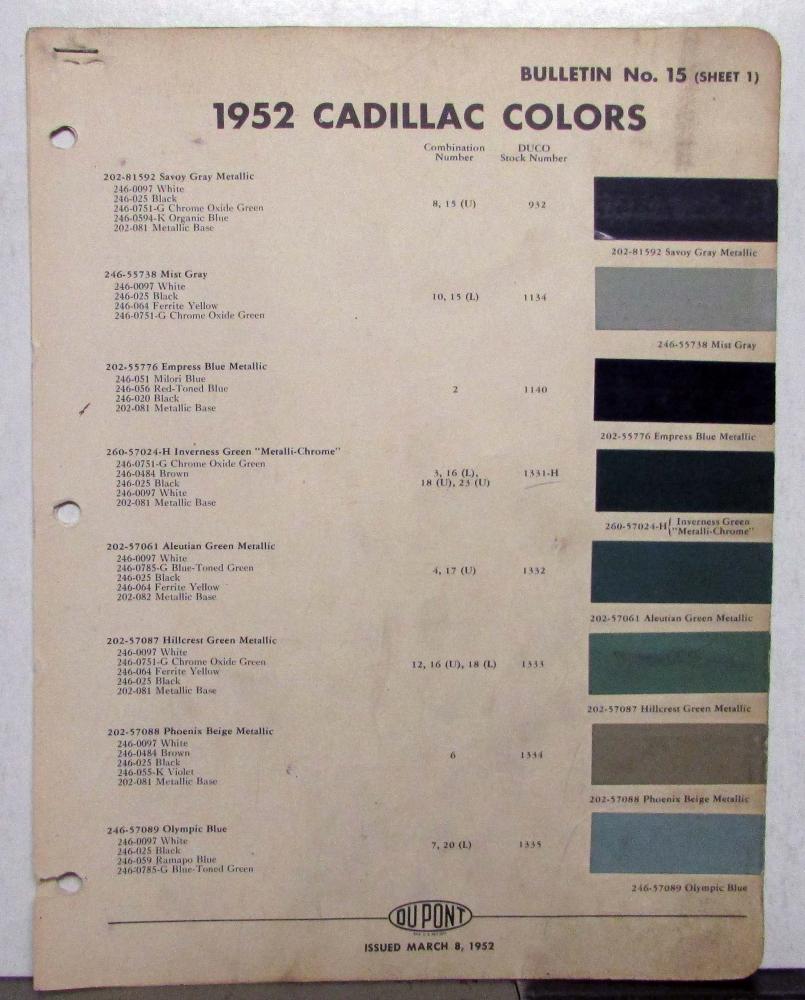 BULLETIN No. 15 (SHEET 1)
1952 CADILLAC COLORS
Combination Number
DUCO Stock Number
202-81592 Savoy Gray Metallic
246-0097 White
246-025 Black
246-0751-G Chrome Oxide Green
246-0594-K Organic Blue
202-081 Metallic Base
8, 15 (U)
932
202-81592 Savoy Gray Metallic
246-55738 Mist Gray
246-0097 White
246-025 Black
246-064 Ferrite Yellow
246-0751-G Chrome Oxide Green
10, 15 (L)
1134
246-55738 Mist Gray
202-55776 Empress Blue Metallic
246-051 Milori Blue
246-056 Red-Toned Blue
246-020 Black
202-081 Metallic Base
2
1140
202-55776 Empress Blue Metallic
260-57024-H Inverness Green "Metalli-Chrome"
246-0751-G Chrome Oxide Green
246-0484 Brown
246-025 Black
246-0097 White
202-081 Metallic Base
3, 16 (L),
18 (U), 23 (U)
1331-H
260-57024-H { Inverness Green
"Metalli-Chrome"
202-57061 Aleutian Green Metallic
246-0097 White
246-0785-G Blue-Toned Green
246-025 Black
246-064 Ferrite Yellow
202-082 Metallic Base
4, 17 (U)
1332
202-57061 Aleutian Green Metallic
202-57087 Hillcrest Green Metallic
246-0097 White
246-0751-G Chrome Oxide Green
246-064 Ferrite Yellow
246-025 Black
202-081 Metallic Base
12, 16 (U), 18 (L)
1333
202-57087 Hillcrest Green Metallic
202-57088 Phoenix Beige Metallic
246-0097 White
246-0484 Brown
246-025 Black
246-055-K Violet
202-081 Metallic Base
6
1334
202-57088 Phoenix Beige Metallic
246-57089 Olympic Blue
246-0097 White
246-025 Black
246-059 Ramapo Blue
246-0785-G Blue-Toned Green
7, 20 (L)
1335
246-57089 Olympic Blue
DU PONT
ISSUED MARCH 8, 1952